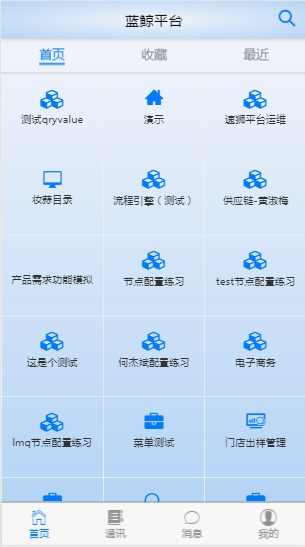 蓝鲸平台
首页 收藏 最近
测试qryvalue 演示 速狮平台运维
妆蒜目录 流程引擎（测试） 供应链-黄淑梅
产品需求功能模拟 节点配置练习 test节点配置练习
这是个测试 何杰斌配置练习 电子商务
lmq节点配置练习 菜单测试 门店出样管理
首页 通讯 消息 我的